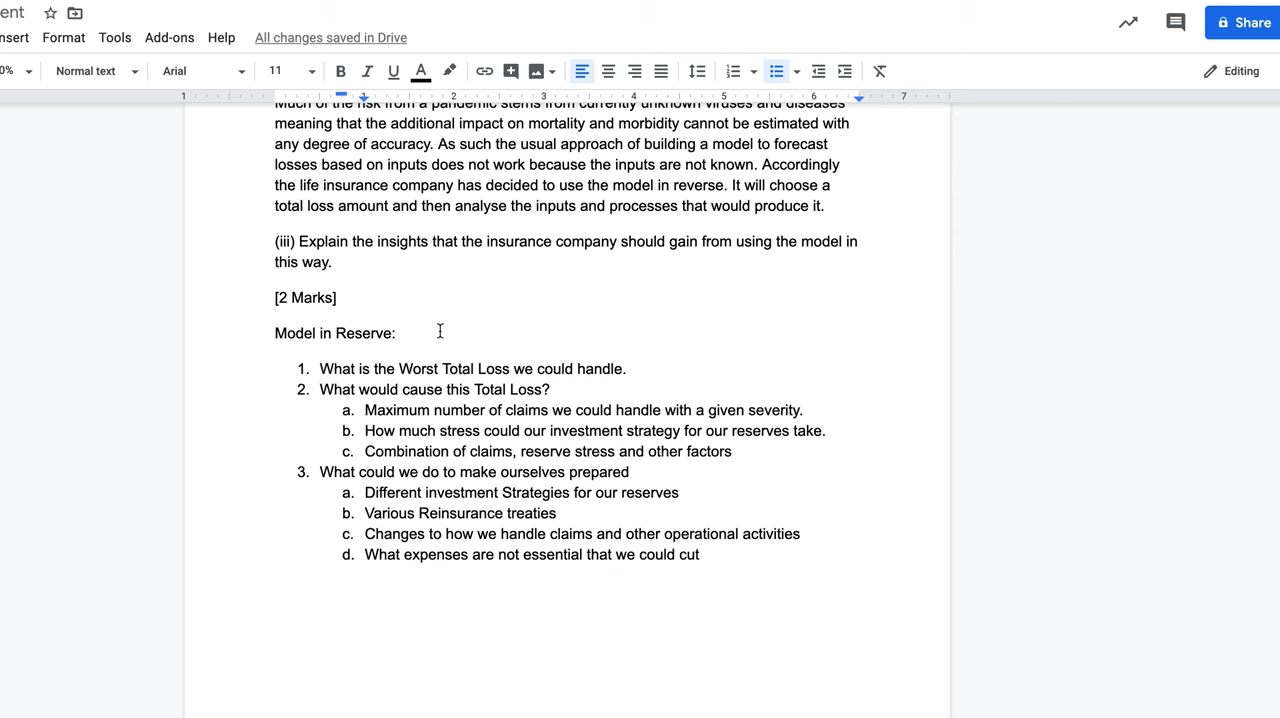 ent
nsert Format Tools Add-ons Help All changes saved in Drive Share
0% Normal text Arial 11 B I U A Editing
1 1 2 3 4 5 6 7
Much of the risk from a pandemic stems from currently unknown viruses and diseases
meaning that the additional impact on mortality and morbidity cannot be estimated with
any degree of accuracy. As such the usual approach of building a model to forecast
losses based on inputs does not work because the inputs are not known. Accordingly
the life insurance company has decided to use the model in reverse. It will choose a
total loss amount and then analyse the inputs and processes that would produce it.
(iii) Explain the insights that the insurance company should gain from using the model in
this way.
[2 Marks]
Model in Reserve:
1. What is the Worst Total Loss we could handle.
2. What would cause this Total Loss?
a. Maximum number of claims we could handle with a given severity.
b. How much stress could our investment strategy for our reserves take.
c. Combination of claims, reserve stress and other factors
3. What could we do to make ourselves prepared
a. Different investment Strategies for our reserves
b. Various Reinsurance treaties
c. Changes to how we handle claims and other operational activities
d. What expenses are not essential that we could cut